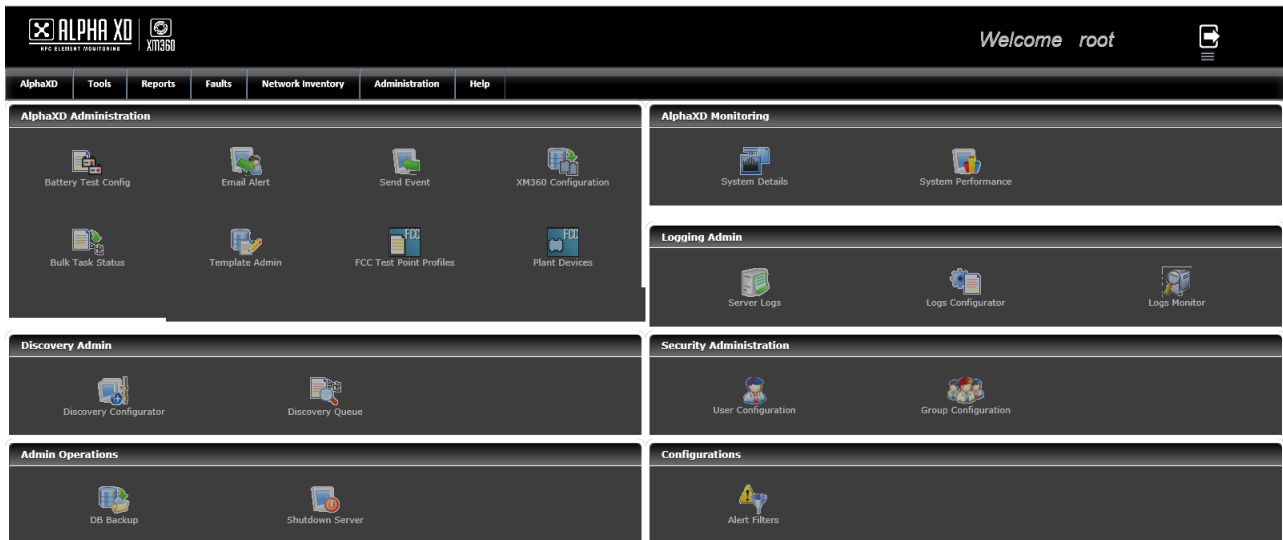 ALPHA XD
HFC ELEMENT MONITORING
XM360
Welcome root
AlphaXD Tools Reports Faults Network Inventory Administration Help
AlphaXD Administration
Battery Test Config Email Alert Send Event XM360 Configuration
Bulk Task Status Template Admin FCC FCC Test Point Profiles FCC Plant Devices
AlphaXD Monitoring
System Details System Performance
Logging Admin
Server Logs Logs Configurator Logs Monitor
Discovery Admin
Discovery Configurator Discovery Queue
Security Administration
User Configuration Group Configuration
Admin Operations
DB Backup Shutdown Server
Configurations
Alert Filters